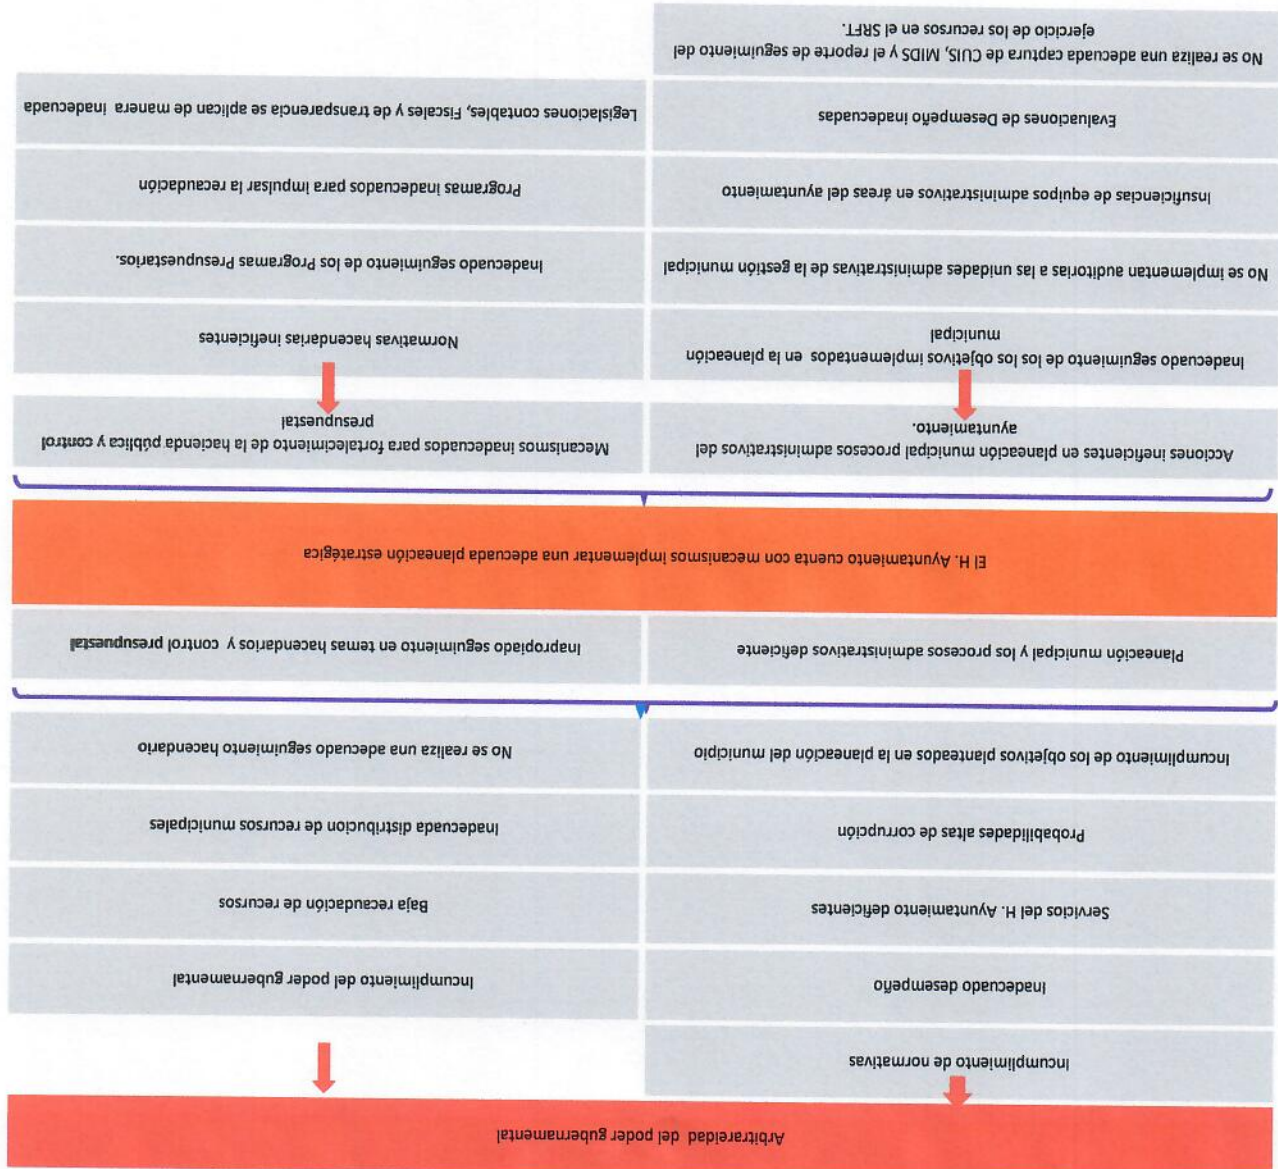 Arbitrareidad del poder gubernamental
Incumplimiento de normativas
Inadecuado desempeño
Incumplimiento del poder gubernamental
Servicios del H. Ayuntamiento deficientes
Baja recaudación de recursos
Probabilidades altas de corrupción
Inadecuada distribucion de recursos municipales
Incumplimiento de los objetivos planteados en la planeación del municipio
No se realiza una adecuado seguimiento hacendario
Planeación municipal y los procesos administrativos deficiente
Inapropiado seguimiento en temas hacendarios y control presupuestal
El H. Ayuntamiento cuenta con mecanismos implementar una adecuada planeación estratégica
Acciones ineficientes en planeación municipal procesos administrativos del
ayuntamiento.
Mecanismos inadecuados para fortalecimiento de la hacienda pública y control
presupuestal
Inadecuado seguimiento de los los objetivos implementados en la planeación
municipal
Normativas hacendarias ineficientes
No se implementan auditorias a las unidades administrativas de la gestión municipal
Inadecuado seguimiento de los Programas Presupuestarios.
Insuficiencias de equipos administrativos en áreas del ayuntamiento
Programas inadecuados para impulsar la recaudación
Evaluaciones de Desempeño inadecuadas
Legislaciones contables, Fiscales y de transparencia se aplican de manera inadecuada
No se realiza una adecuada captura de CUIS, MIDS y el reporte de seguimiento del
ejercicio de los recursos en el SRFT.